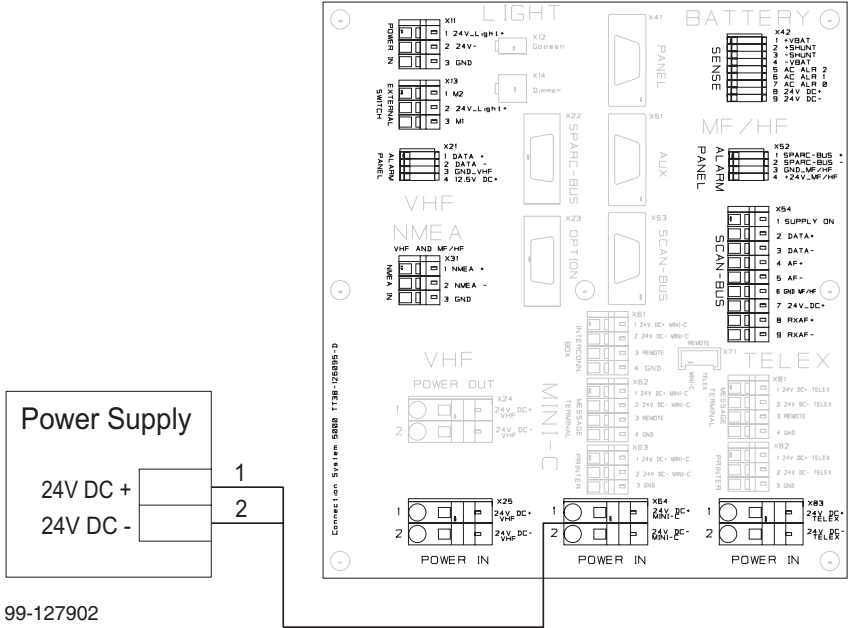 LIGHT
BATTERY
POWER IN
X11
1 24V_Light+
2 24V-
3 GND
X12
Goosen
X41
PANEL
SENSE
X42
1 +VBAT
2 +SHUNT
3 -SHUNT
4 -VBAT
5 AC ALR 2
6 AC ALR 1
7 AC ALR 0
8 24V DC+
9 24V DC-
EXTERNAL
SWITCH
X13
1 M2
2 24V_Light+
3 M1
X14
Dimmer
X22
SPARC-BUS
X51
AUX
MF/HF
ALARM
PANEL
X21
1 DATA +
2 DATA -
3 GND_VHF
4 12.5V DC+
ALARM
PANEL
X52
1 SPARC-BUS +
2 SPARC-BUS -
3 GND_MF/HF
4 +24V_MF/HF
VHF
NMEA
VHF AND MF/HF
NMEA IN
X31
1 NMEA +
2 NMEA -
3 GND
X23
OPTION
X53
SCAN-BUS
SCAN-BUS
X54
1 SUPPLY ON
2 DATA+
3 DATA-
4 AF+
5 AF-
6 GND MF/HF
7 24V_DC+
8 RXAF+
9 RXAF-
Connection System 5000 TT38-126095-D
INTERCONN.
BOX
X61
1 24V DC+ MINI-C
2 24V DC- MINI-C
3 REMOTE
4 GND
REMOTE
X71
MINI-C
TELEX
VHF
TELEX
POWER OUT
X24
1
24V DC+
VHF
2
24V DC-
VHF
MINI-C
MESSAGE
TERMINAL
X62
1 24V DC+ MINI-C
2 24V DC- MINI-C
3 REMOTE
4 GND
MESSAGE
TERMINAL
X81
1 24V DC+ TELEX
2 24V DC- TELEX
3 REMOTE
4 GND
PRINTER
X63
1 24V DC+ MINI-C
2 24V DC- MINI-C
3 GND
PRINTER
X82
1 24V DC+ TELEX
2 24V DC- TELEX
3 GND
Power Supply
24V DC +
24V DC -
1
2
X25
1
24V DC+
VHF
2
24V DC-
VHF
POWER IN
X64
1
24V DC+
MINI-C
2
24V DC-
MINI-C
POWER IN
X83
1
24V DC+
TELEX
2
24V DC-
TELEX
POWER IN
99-127902